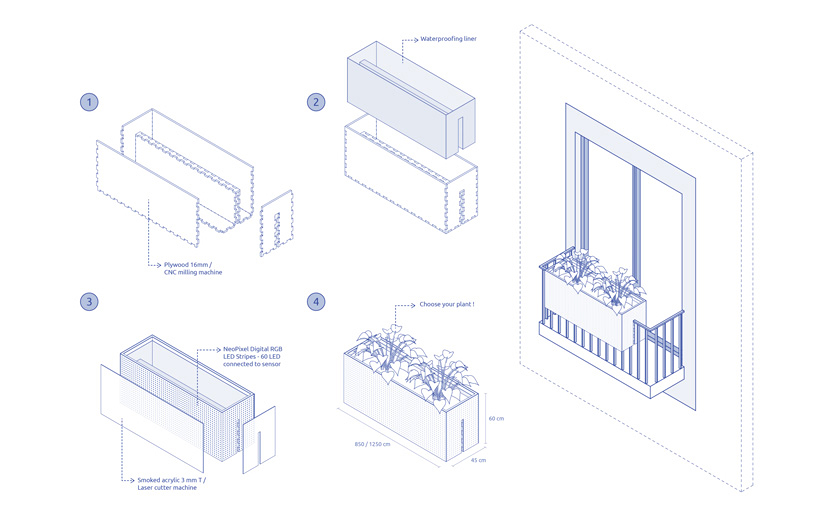 1
Plywood 16mm /
CNC milling machine
2
Waterproofing liner
3
NeoPixel Digital RGB
LED Stripes - 60 LED
connected to sensor
Smoked acrylic 3 mm T /
Laser cutter machine
4
Choose your plant !
60 cm
850 / 1250 cm
45 cm